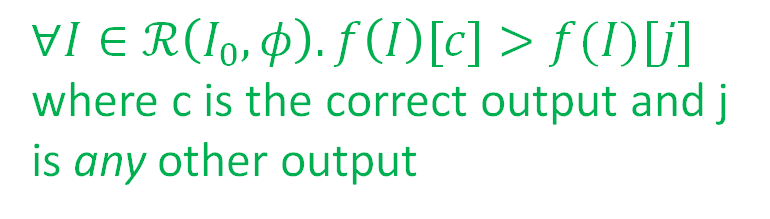 ∀I ∈ ℛ(I₀, ϕ). f(I)[c] > f(I)[j]
where c is the correct output and j
is any other output